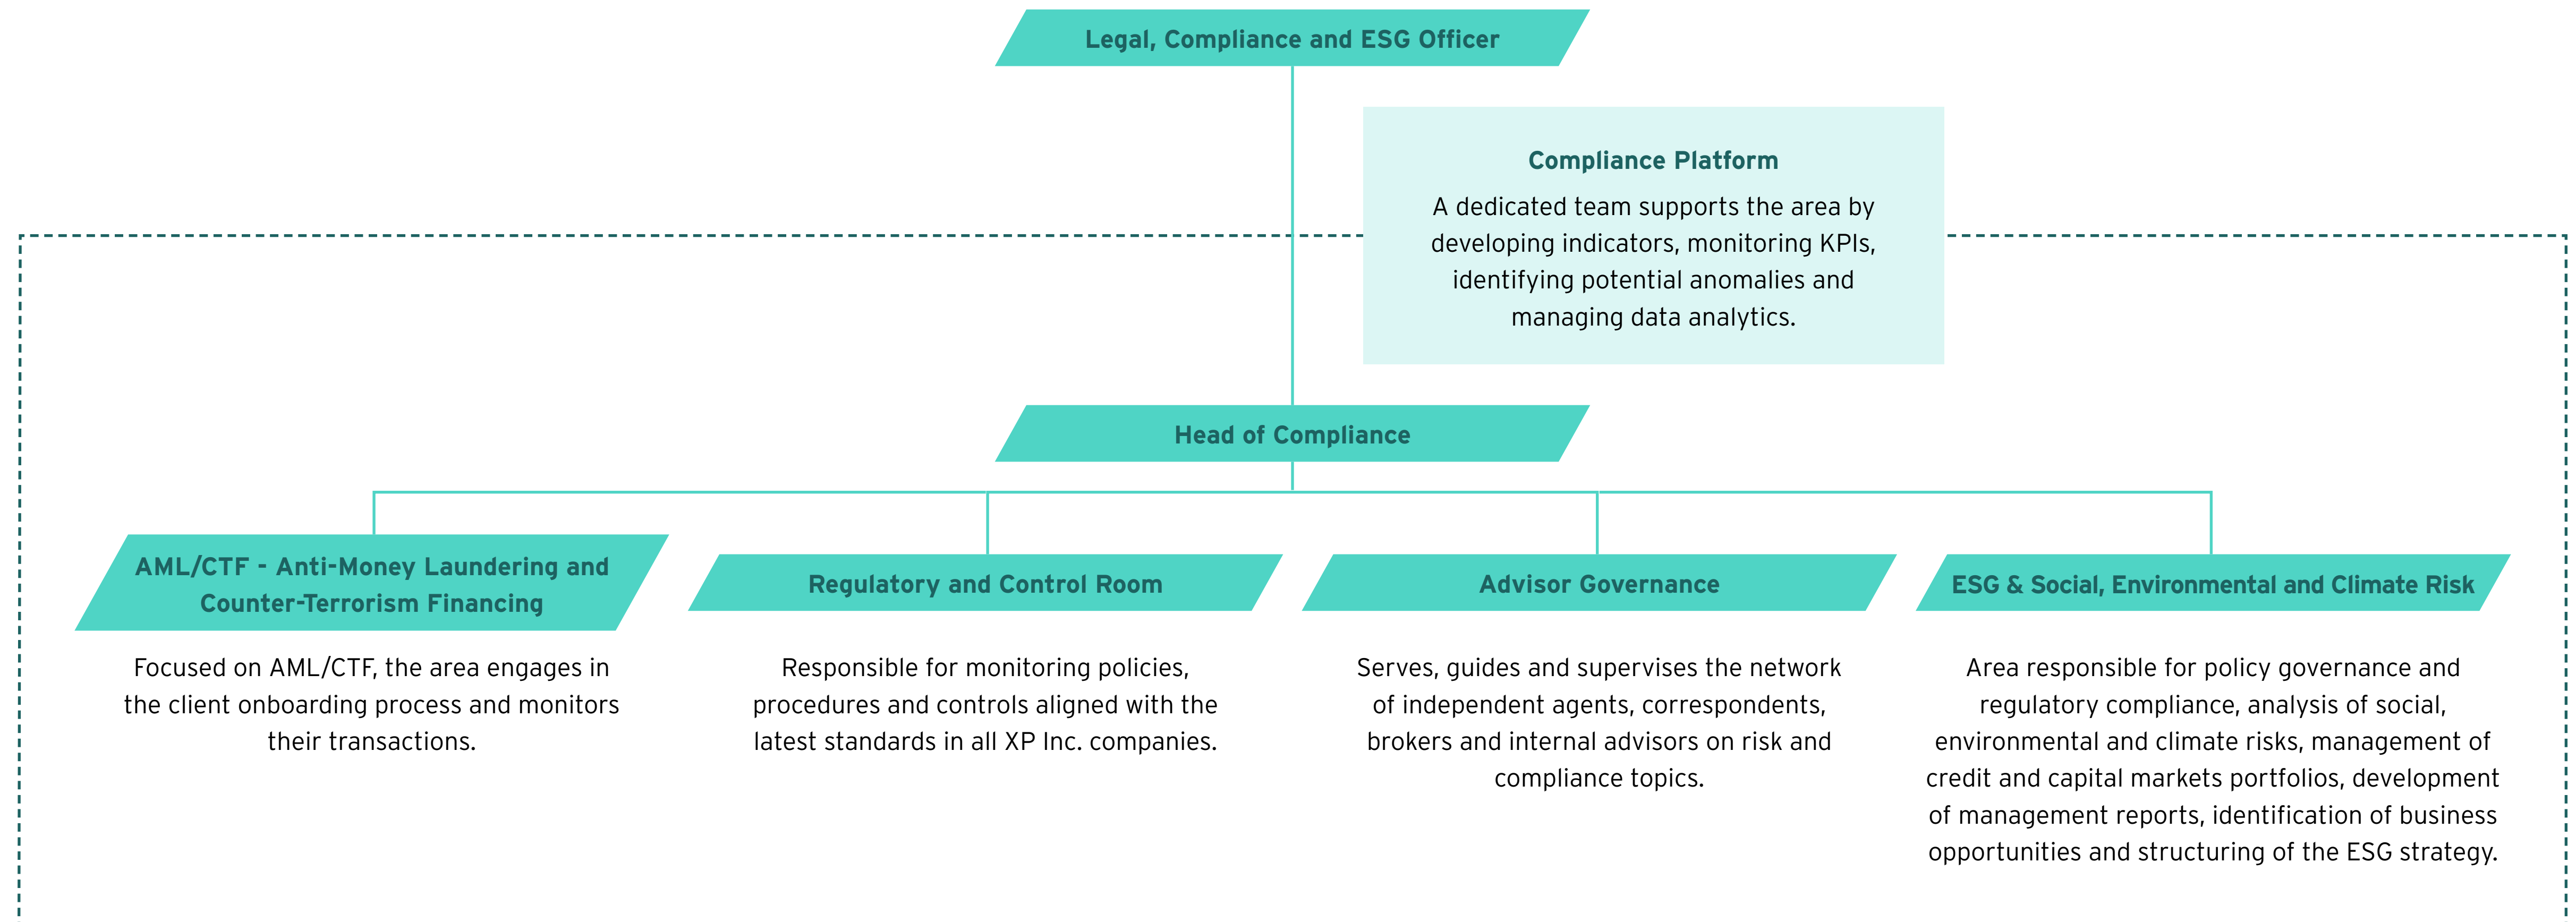 Legal, Compliance and ESG Officer
Compliance Platform
A dedicated team supports the area by
developing indicators, monitoring KPIs,
identifying potential anomalies and
managing data analytics.
Head of Compliance
AML/CTF - Anti-Money Laundering and
Counter-Terrorism Financing
Focused on AML/CTF, the area engages in
the client onboarding process and monitors
their transactions.
Regulatory and Control Room
Responsible for monitoring policies,
procedures and controls aligned with the
latest standards in all XP Inc. companies.
Advisor Governance
Serves, guides and supervises the network
of independent agents, correspondents,
brokers and internal advisors on risk and
compliance topics.
ESG & Social, Environmental and Climate Risk
Area responsible for policy governance and
regulatory compliance, analysis of social,
environmental and climate risks, management of
credit and capital markets portfolios, development
of management reports, identification of business
opportunities and structuring of the ESG strategy.